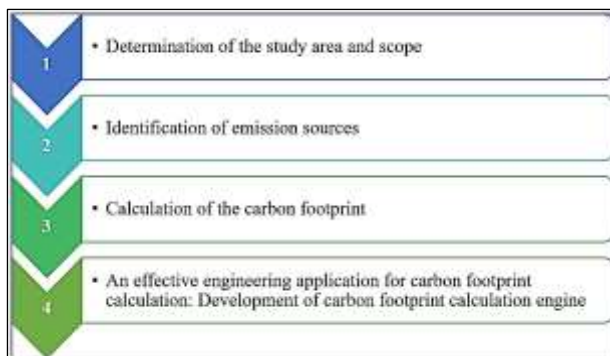 1
• Determination of the study area and scope
2
• Identification of emission sources
3
• Calculation of the carbon footprint
4
• An effective engineering application for carbon footprint
calculation: Development of carbon footprint calculation engine